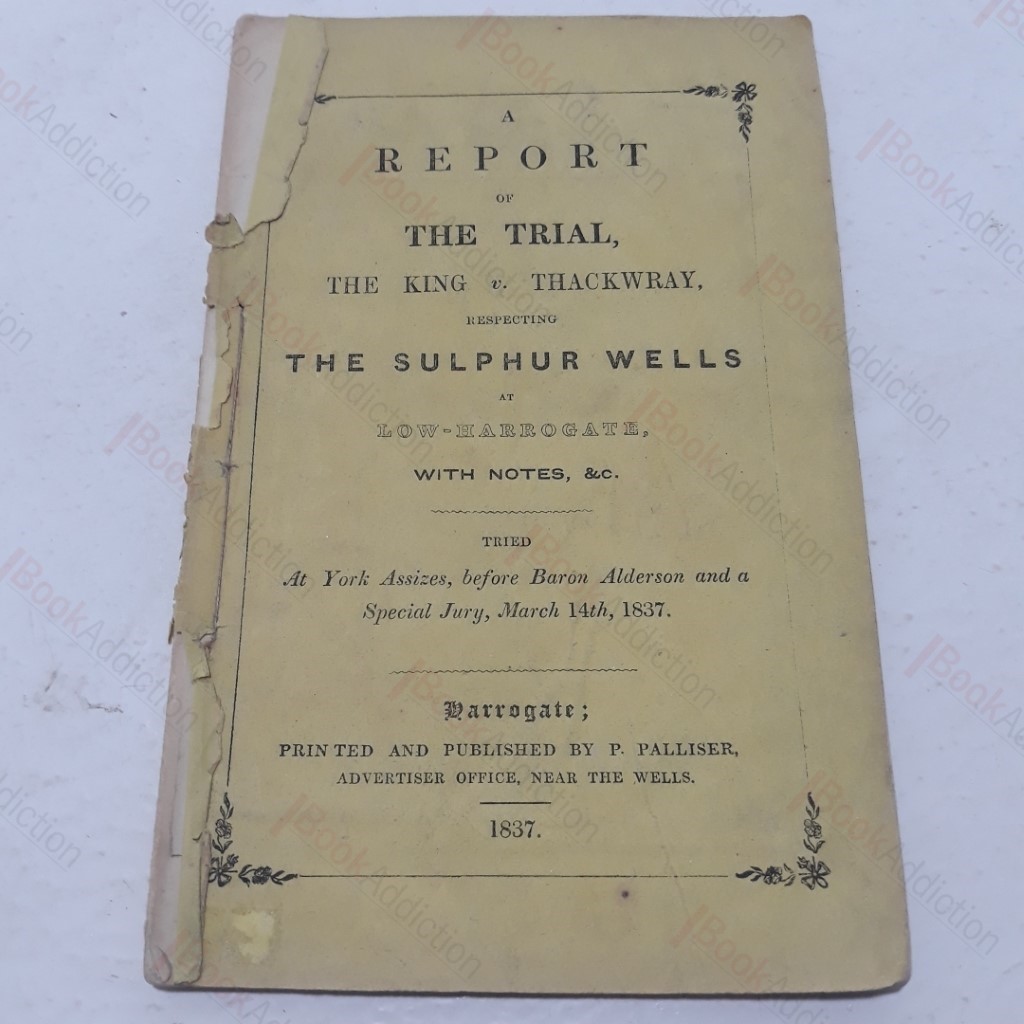 A
REPORT
OF
THE TRIAL,
THE KING v. THACKWRAY,
RESPECTING
THE SULPHUR WELLS
AT
LOW-HARROGATE,
WITH NOTES, &C.
TRIED
At York Assizes, before Baron Alderson and a
Special Jury, March 14th, 1837.
Harrogate;
PRINTED AND PUBLISHED BY P. PALLISER,
ADVERTISER OFFICE, NEAR THE WELLS.
1837.
BookAddiction